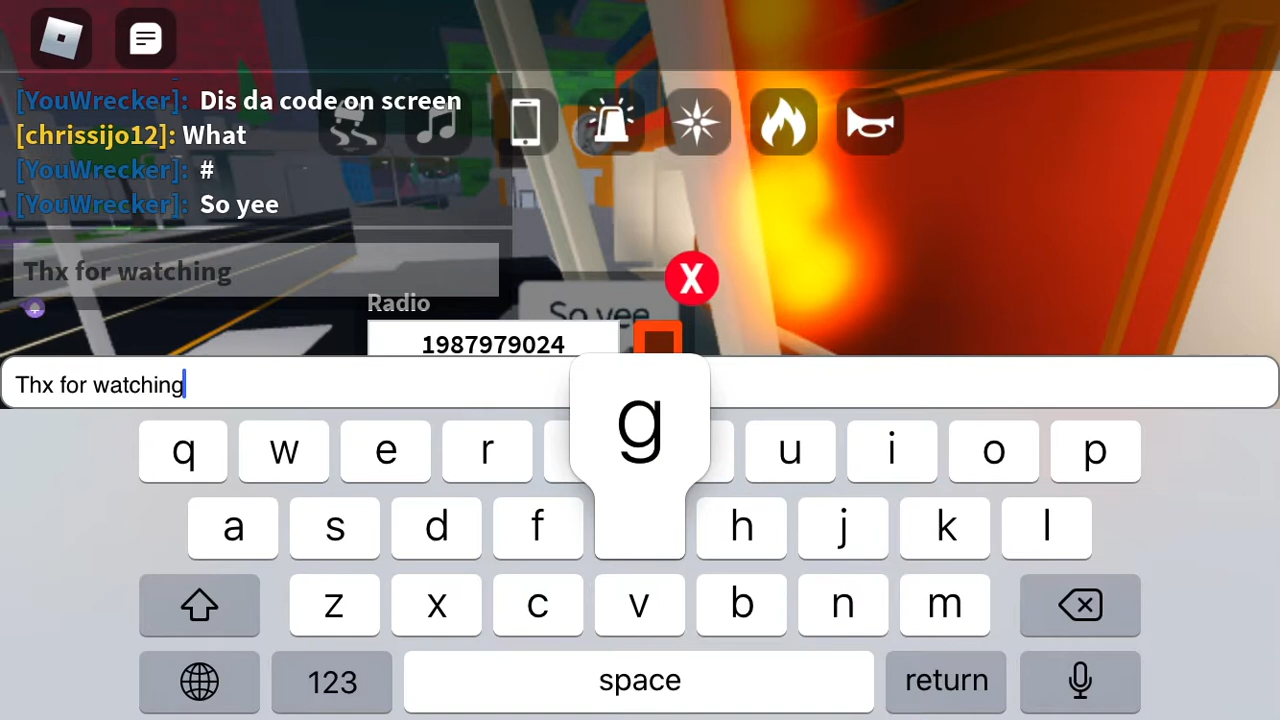 [YouWrecker]: Dis da code on screen
[chrissijo12]: What
[YouWrecker]: #
[YouWrecker]: So yee
Thx for watching
Radio
So yee
X
1987979024
Thx for watching
g
q w e r u i o p
a s d f h j k l
z x c v b n m
123 space return